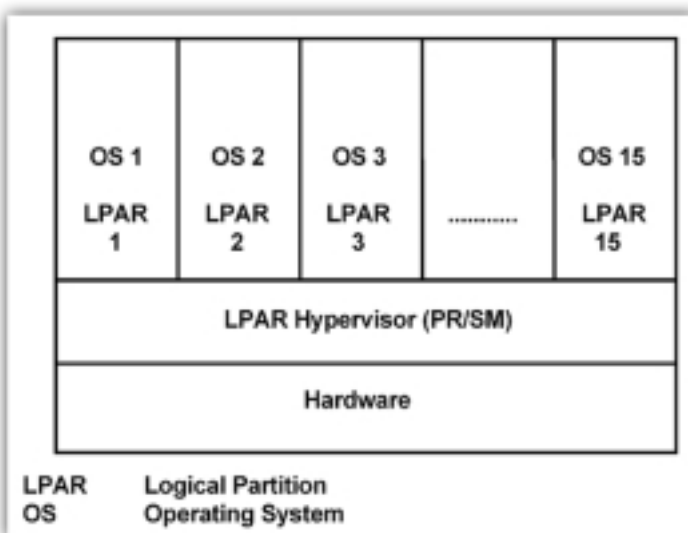 OS 1 OS 2 OS 3 OS 15
LPAR LPAR LPAR ............ LPAR
1 2 3 15
LPAR Hypervisor (PR/SM)
Hardware
LPAR Logical Partition
OS Operating System